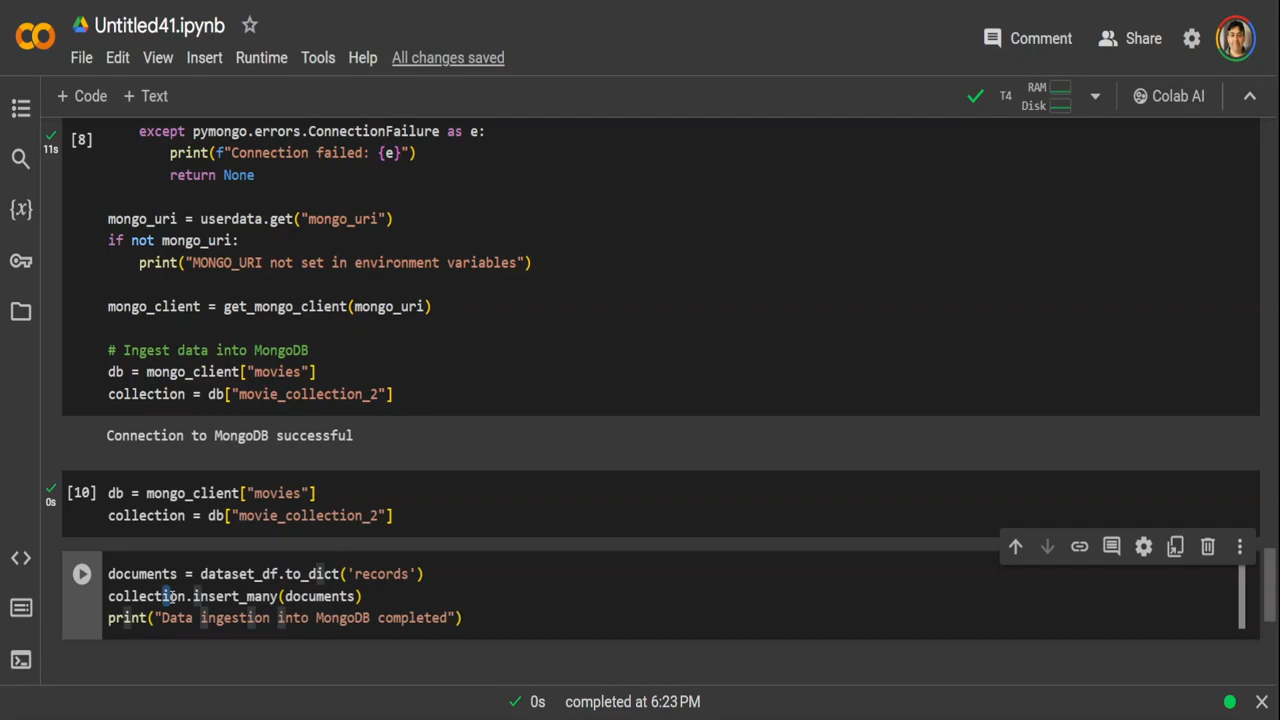 Untitled41.ipynb
File Edit View Insert Runtime Tools Help All changes saved
Comment Share
+ Code + Text
T4 RAM Disk Colab AI
[8] except pymongo.errors.ConnectionFailure as e:
11s
print(f"Connection failed: {e}")
return None
mongo_uri = userdata.get("mongo_uri")
if not mongo_uri:
print("MONGO_URI not set in environment variables")
mongo_client = get_mongo_client(mongo_uri)
# Ingest data into MongoDB
db = mongo_client["movies"]
collection = db["movie_collection_2"]
Connection to MongoDB successful
[10] db = mongo_client["movies"]
0s
collection = db["movie_collection_2"]
documents = dataset_df.to_dict('records')
collection.insert_many(documents)
print("Data ingestion into MongoDB completed")
0s completed at 6:23 PM